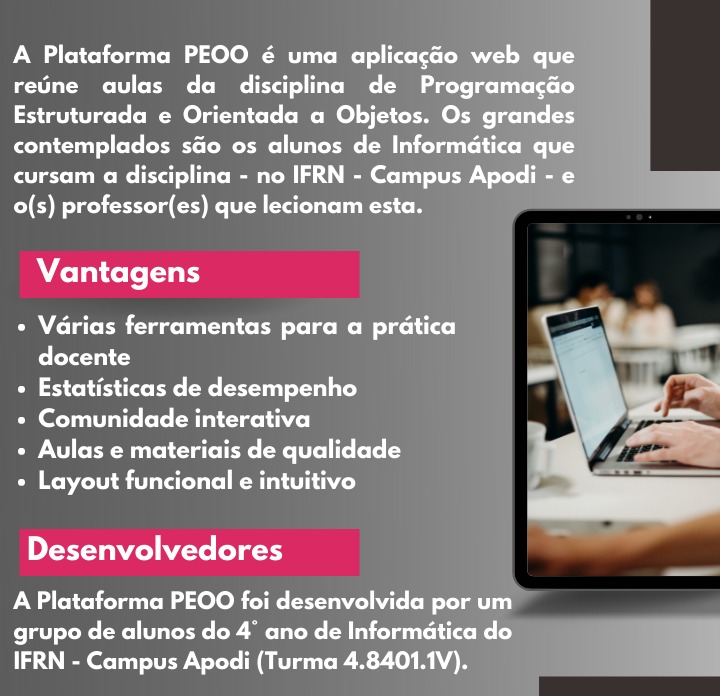 A Plataforma PEOO é uma aplicação web que
reúne aulas da disciplina de Programação
Estruturada e Orientada a Objetos. Os grandes
contemplados são os alunos de Informática que
cursam a disciplina - no IFRN - Campus Apodi - e
o(s) professor(es) que lecionam esta.
Vantagens
• Várias ferramentas para a prática
docente
• Estatísticas de desempenho
• Comunidade interativa
• Aulas e materiais de qualidade
• Layout funcional e intuitivo
Desenvolvedores
A Plataforma PEOO foi desenvolvida por um
grupo de alunos do 4° ano de Informática do
IFRN - Campus Apodi (Turma 4.8401.1V).